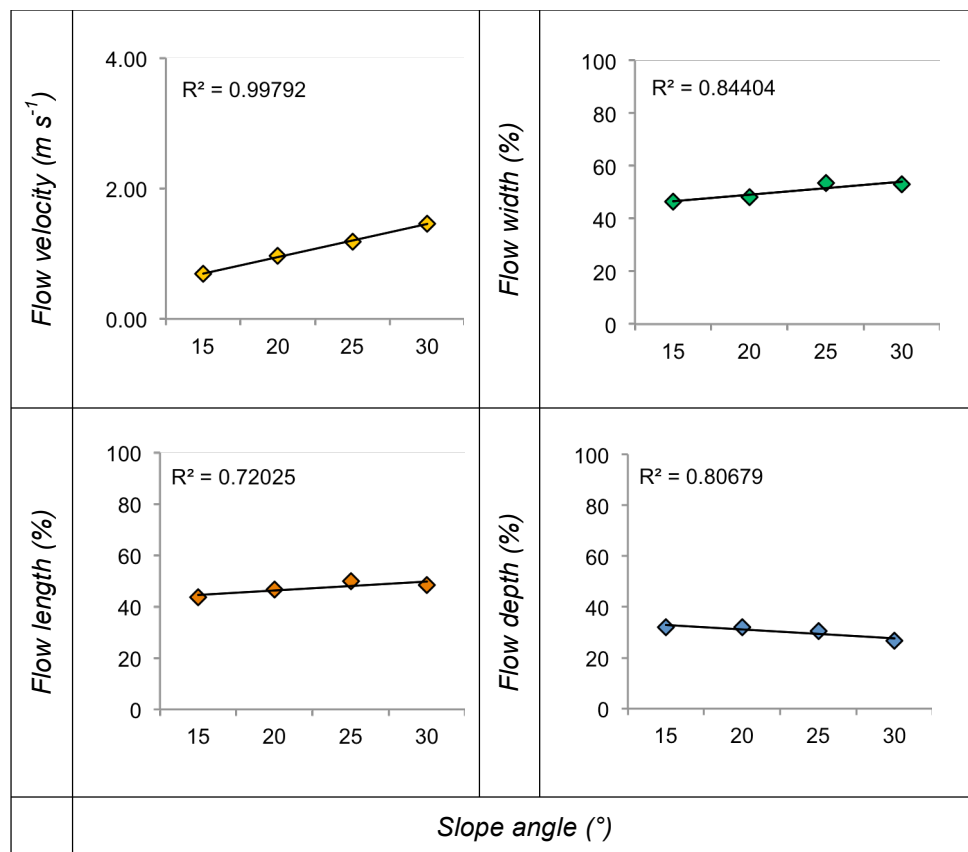 Flow velocity (m s⁻¹)
R² = 0.99792
4.00
2.00
0.00
15 20 25 30
Flow width (%)
R² = 0.84404
100
80
60
40
20
0
15 20 25 30
Flow length (%)
R² = 0.72025
100
80
60
40
20
0
15 20 25 30
Flow depth (%)
R² = 0.80679
100
80
60
40
20
0
15 20 25 30
Slope angle (°)